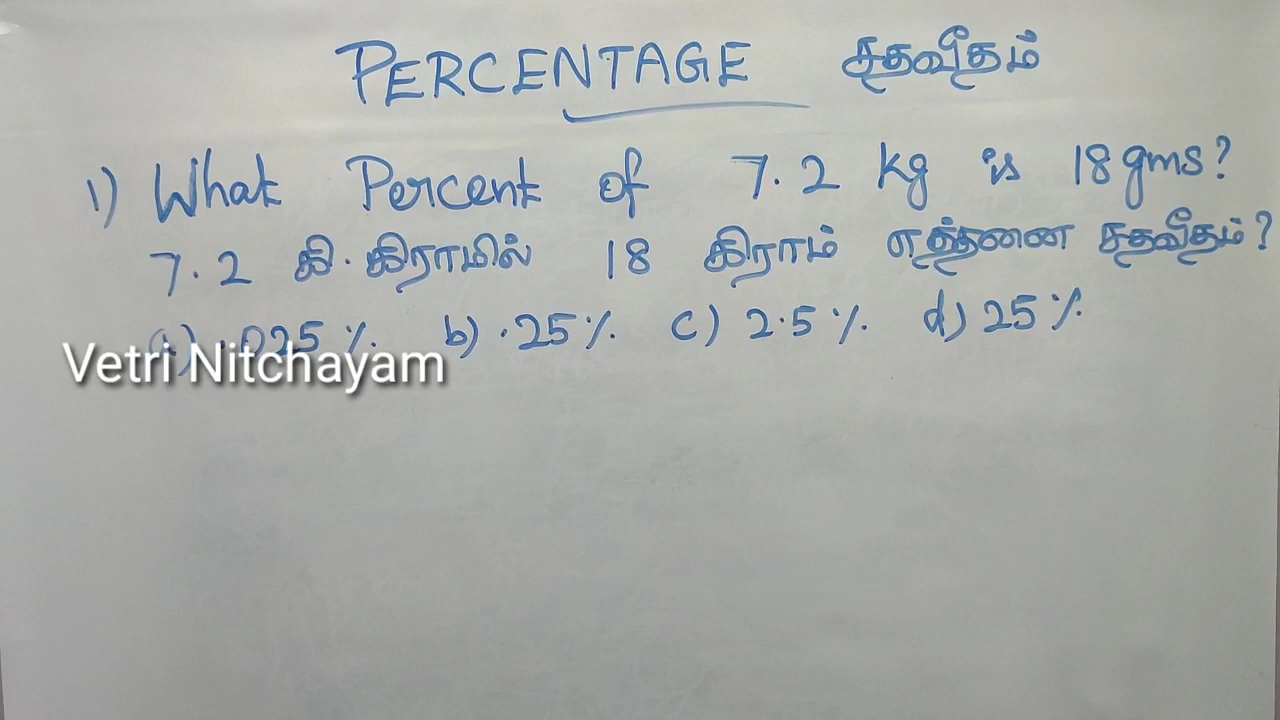 PERCENTAGE சதவீதம்
1) What Percent of 7.2 kg is 18 gms?
7.2 கி.கிராமில் 18 கிராம் எத்தனை சதவீதம்?
a) .025 % b) .25 % c) 2.5 % d) 25 %
Vetri Nitchayam